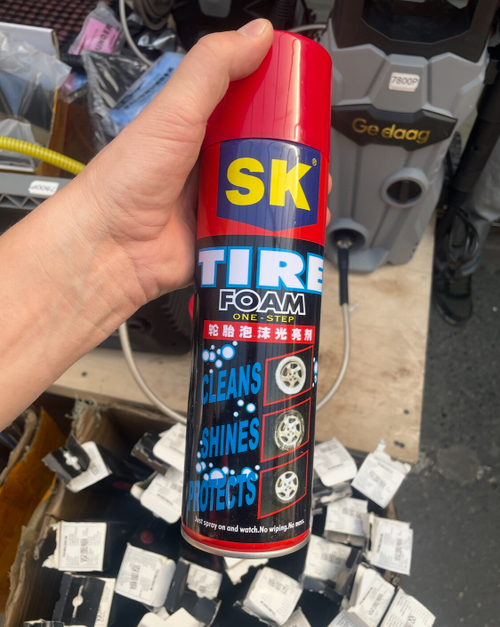 7800P
Gedaag
SK®
TIRE
FOAM
ONE-STEP
轮胎泡沫光亮剂
CLEANS
SHINES
PROTECTS
Just spray on and watch.No wiping.No mess.